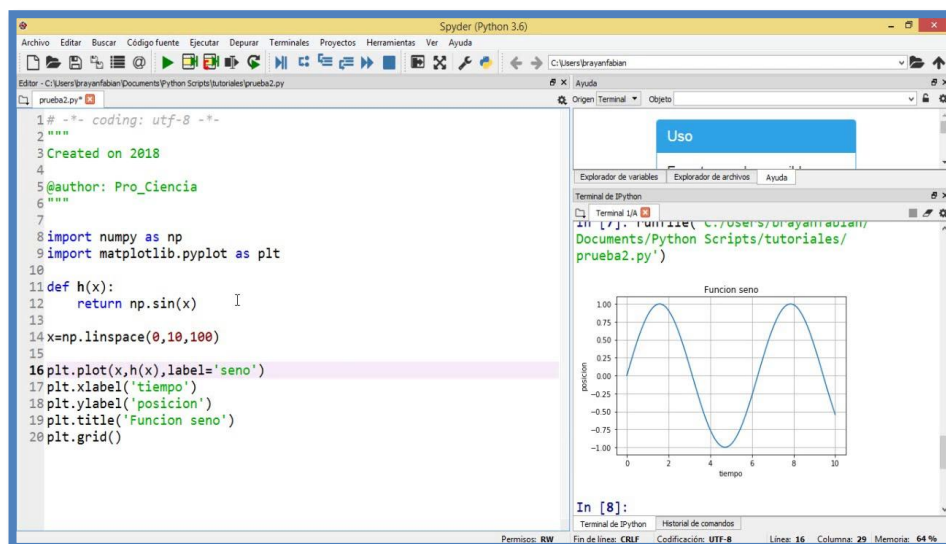 Spyder (Python 3.6)
Archivo Editar Buscar Código fuente Ejecutar Depurar Terminales Proyectos Herramientas Ver Ayuda
C:\Users\brayanfabian
Editor - C:\Users\brayanfabian\Documents\Python Scripts\tutoriales\prueba2.py
prueba2.py*
1 # -*- coding: utf-8 -*-
2 """
3 Created on 2018
4
5 @author: Pro_Ciencia
6 """
7
8 import numpy as np
9 import matplotlib.pyplot as plt
10
11 def h(x):
12     return np.sin(x)
13
14 x=np.linspace(0,10,100)
15
16 plt.plot(x,h(x),label='seno')
17 plt.xlabel('tiempo')
18 plt.ylabel('posicion')
19 plt.title('Funcion seno')
20 plt.grid()
Ayuda
Origen Terminal Objeto
Uso
Explorador de variables Explorador de archivos Ayuda
Terminal de IPython
Terminal 1/A
In [7]: runfile('C:/Users/brayanfabian/
Documents/Python Scripts/tutoriales/
prueba2.py')
Funcion seno
1.00
0.75
0.50
0.25
0.00
−0.25
−0.50
−0.75
−1.00
posicion
0 2 4 6 8 10
tiempo
In [8]:
Terminal de IPython Historial de comandos
Permisos: RW Fin de línea: CRLF Codificación: UTF-8 Línea: 16 Columna: 29 Memoria: 64 %